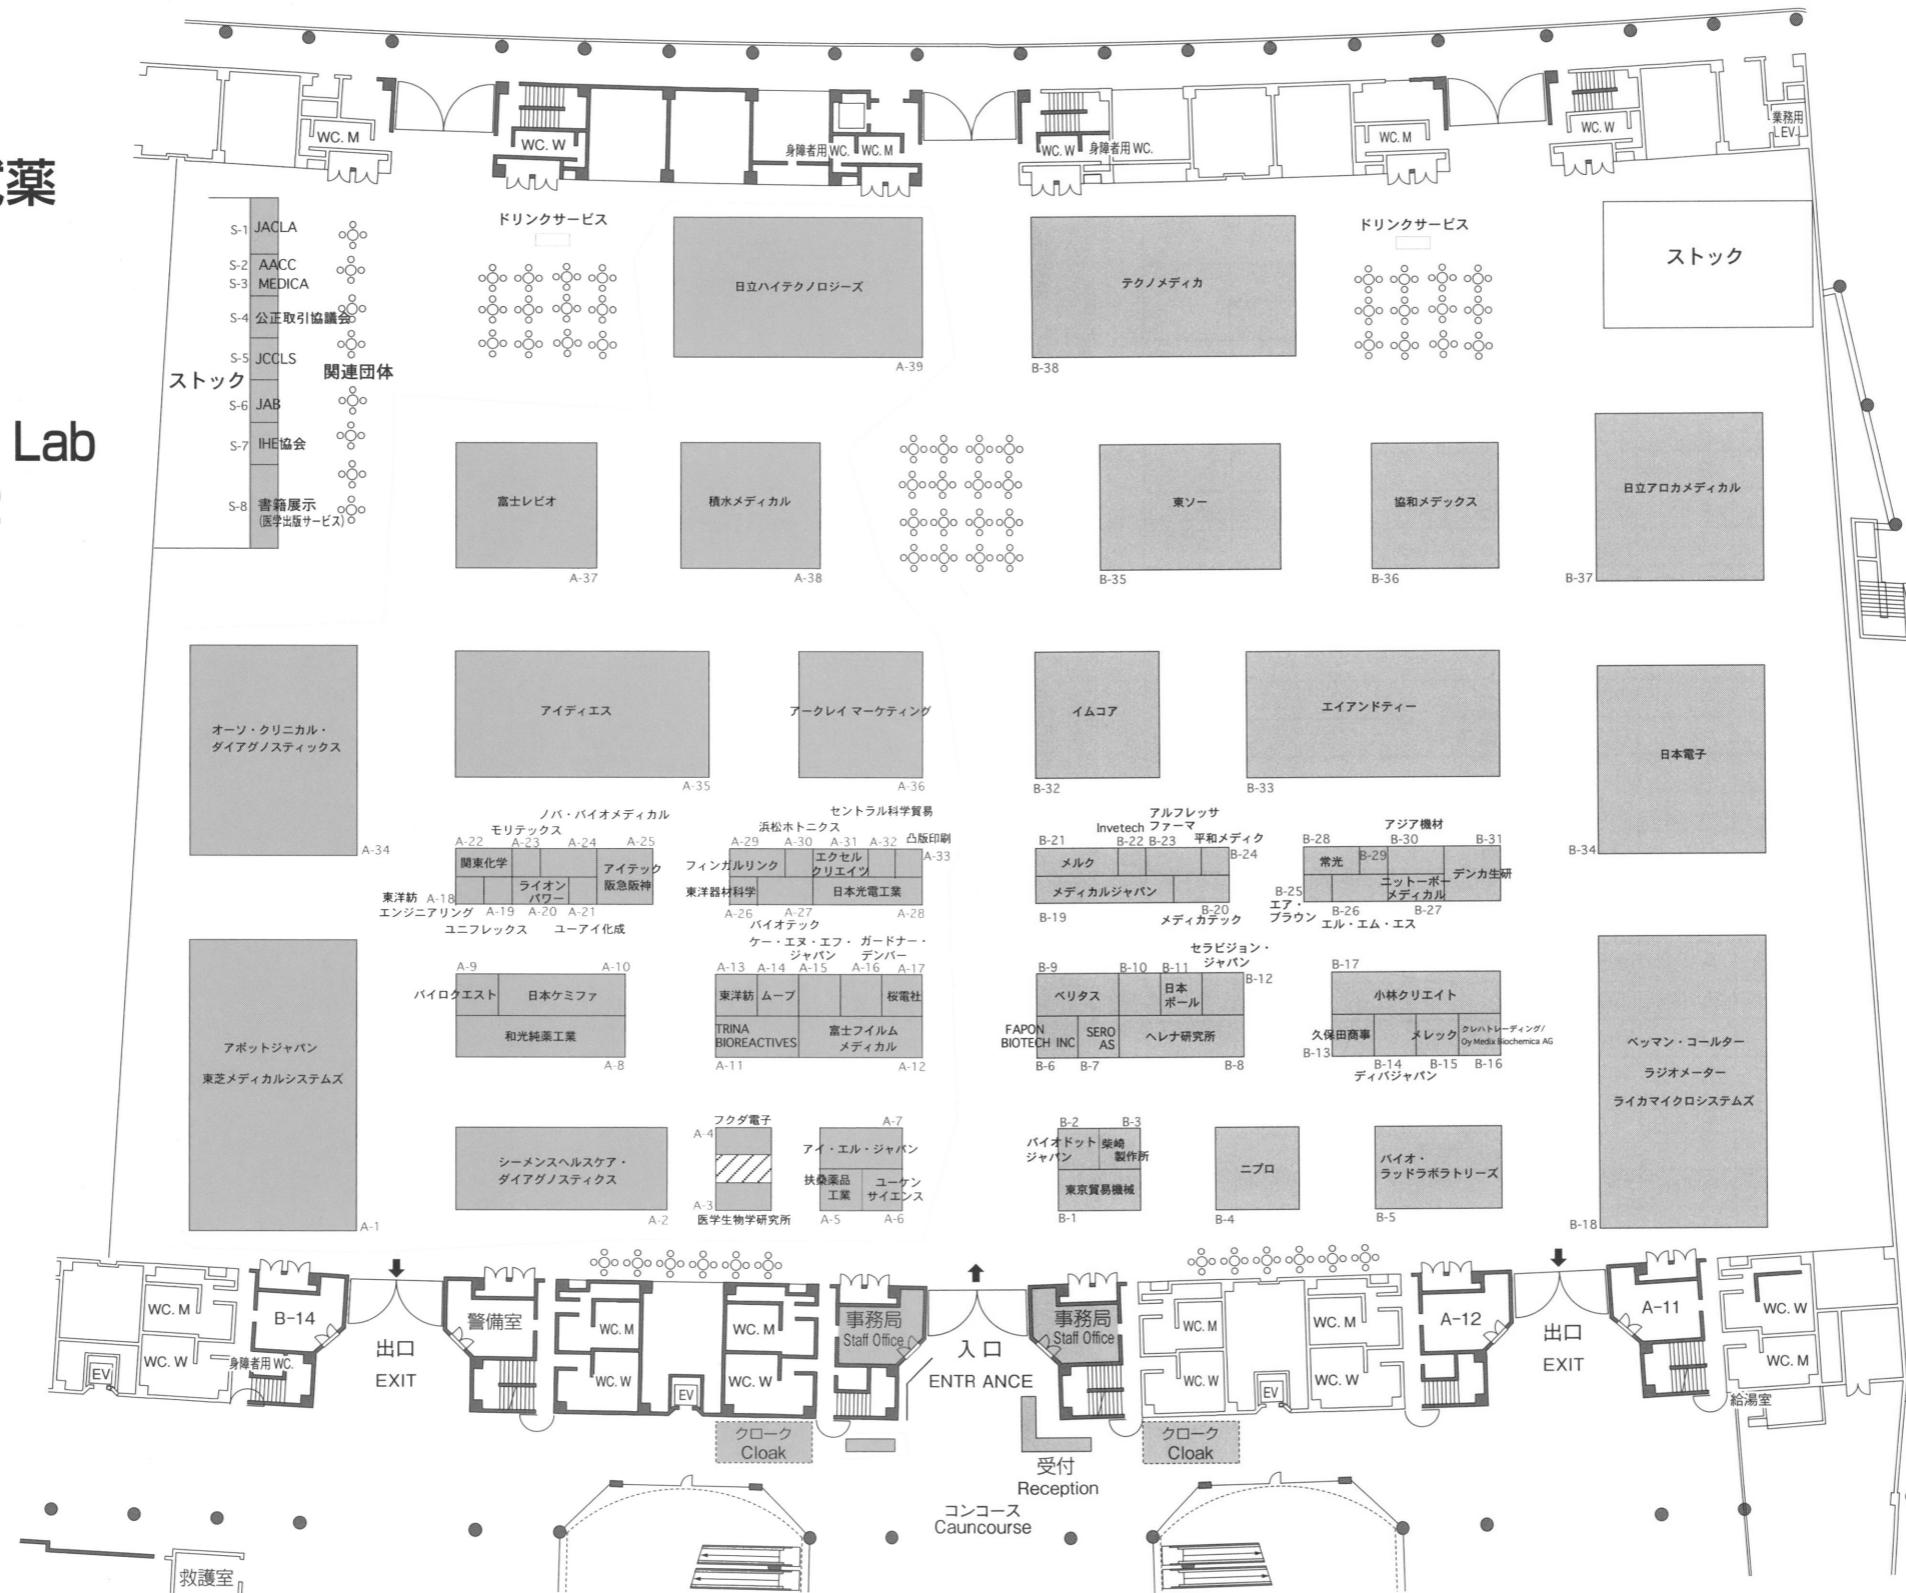 薬
Lab
WC. M
WC. W
身障者用 WC.
WC. M
WC. W
身障者用 WC.
WC. M
WC. W
業務用
EV
S-1 JACLA
S-2 AACC
S-3 MEDICA
S-4 公正取引協議会
S-5 JCCLS
S-6 JAB
S-7 IHE協会
S-8 書籍展示
(医学出版サービス)
ストック
関連団体
ドリンクサービス
日立ハイテクノロジーズ
A-39
テクノメディカ
B-38
ドリンクサービス
ストック
富士レビオ
A-37
積水メディカル
A-38
東ソー
B-35
協和メデックス
B-36
日立アロカメディカル
B-37
オーソ・クリニカル・
ダイアグノスティックス
A-34
アイディエス
A-35
アークレイ マーケティング
A-36
イムコア
B-32
エイアンドティー
B-33
日本電子
B-34
ノバ・バイオメディカル
モリテックス
A-22
A-23
A-24
A-25
関東化学
アイテック
阪急阪神
ライオン
パワー
東洋紡
エンジニアリング
A-18
A-19
A-20
A-21
ユニフレックス
ユーアイ化成
セントラル科学貿易
浜松ホトニクス
凸版印刷
A-29
A-30
A-31
A-32
A-33
フィンガルリンク
エクセル
クリエイツ
東洋器材科学
日本光電工業
A-26
A-27
A-28
バイオテック
アルフレッサ
ファーマ
Invetech
平和メディク
B-21
B-22
B-23
B-24
メルク
メディカルジャパン
B-19
B-20
メディカテック
アジア機材
B-28
B-29
B-30
B-31
常光
デンカ生研
ニットーボー
メディカル
B-25
エア・
ブラウン
B-26
B-27
エル・エム・エス
アボットジャパン
東芝メディカルシステムズ
A-1
A-9
A-10
バイロクエスト
日本ケミファ
和光純薬工業
A-8
ケー・エヌ・エフ・
ジャパン
ガードナー・
デンバー
A-13
A-14
A-15
A-16
A-17
東洋紡
ムーブ
桜電社
TRINA
BIOREACTIVES
富士フイルム
メディカル
A-11
A-12
セラビジョン・
ジャパン
B-9
B-10
B-11
B-12
ベリタス
日本
ポール
FAPON
BIOTECH INC
SERO
AS
ヘレナ研究所
B-6
B-7
B-8
B-17
小林クリエイト
久保田商事
メレック
クレハトレーディング/
Oy Medix Biochemica AG
B-13
B-14
B-15
B-16
ディバジャパン
ベッマン・コールター
ラジオメーター
ライカマイクロシステムズ
B-18
シーメンスヘルスケア・
ダイアグノスティクス
A-2
フクダ電子
A-4
A-3
医学生物学研究所
A-7
アイ・エル・ジャパン
扶桑薬品
工業
ユーケン
サイエンス
A-5
A-6
B-2
B-3
バイオドット
ジャパン
柴崎
製作所
東京貿易機械
B-1
ニプロ
B-4
バイオ・
ラッドラボラトリーズ
B-5
WC. M
WC. W
EV
身障者用 WC.
B-14
出口
EXIT
警備室
WC. M
WC. W
EV
WC. M
WC. W
事務局
Staff Office
入口
ENTR ANCE
事務局
Staff Office
WC. M
WC. W
EV
WC. M
WC. W
A-12
出口
EXIT
A-11
WC. W
WC. M
給湯室
クローク
Cloak
受付
Reception
クローク
Cloak
コンコース
Cauncourse
救護室